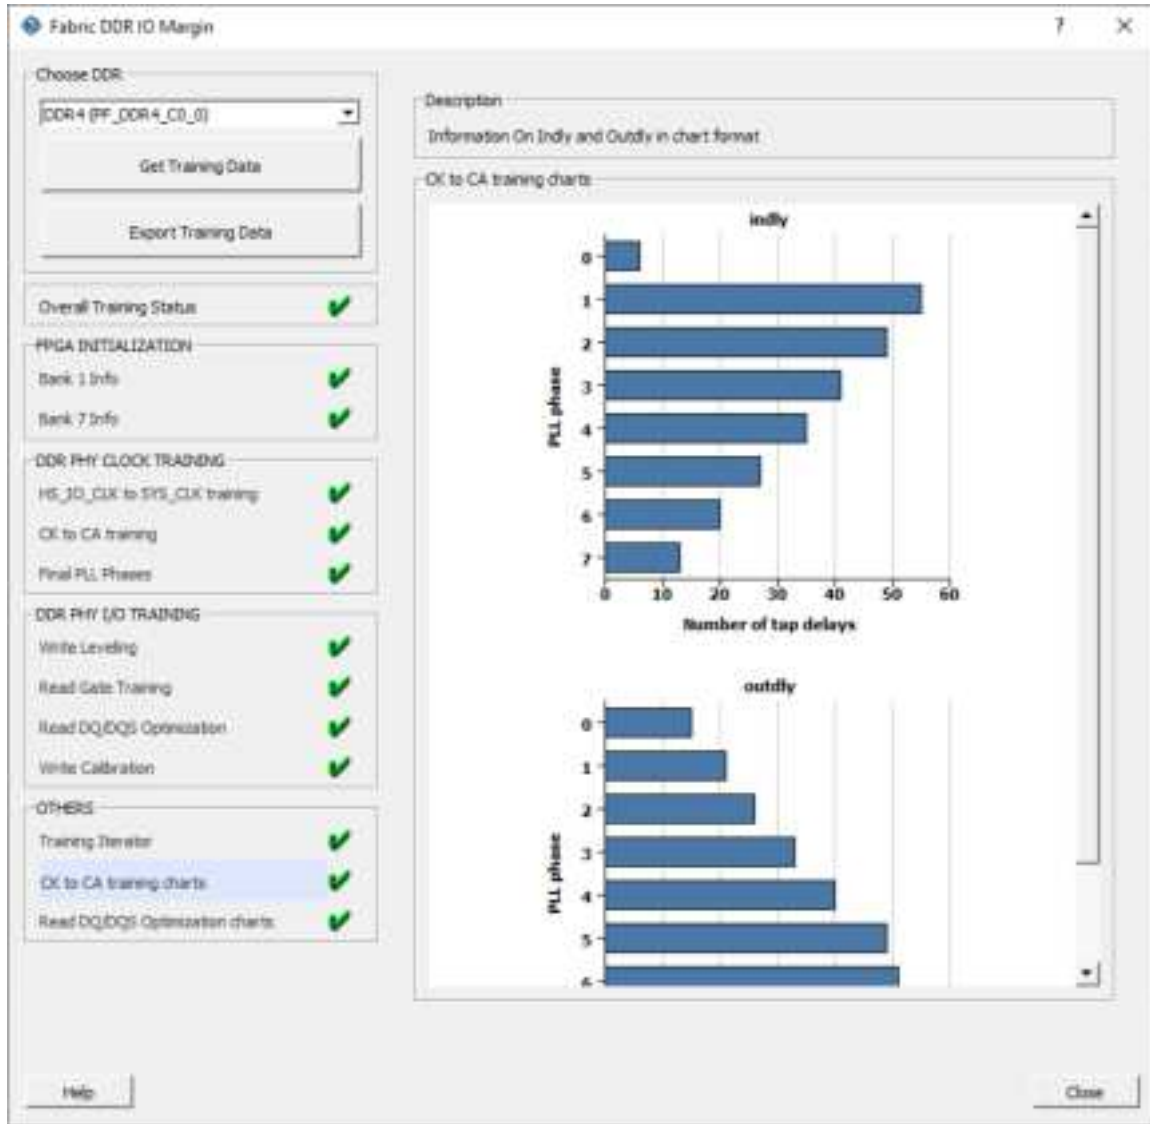 Fabric DDR IO Margin
?
Choose DDR
DDR4 (PF_DDR4_C0_0)
Get Training Data
Export Training Data
Overall Training Status
FPGA INITIALIZATION
Bank 1 Info
Bank 7 Info
DDR PHY CLOCK TRAINING
HS_IO_CLK to SYS_CLK training
CK to CA training
Final PLL Phases
DDR PHY I/O TRAINING
Write Leveling
Read Gate Training
Read DQ/DQS Optimization
Write Calibration
OTHERS
Training Iterator
CK to CA training charts
Read DQ/DQS Optimization charts
Description
Information On Indly and Outdly in chart format
CK to CA training charts
indly
PLL phase
0
1
2
3
4
5
6
7
0 10 20 30 40 50 60
Number of tap delays
outdly
PLL phase
0
1
2
3
4
5
6
Help
Close